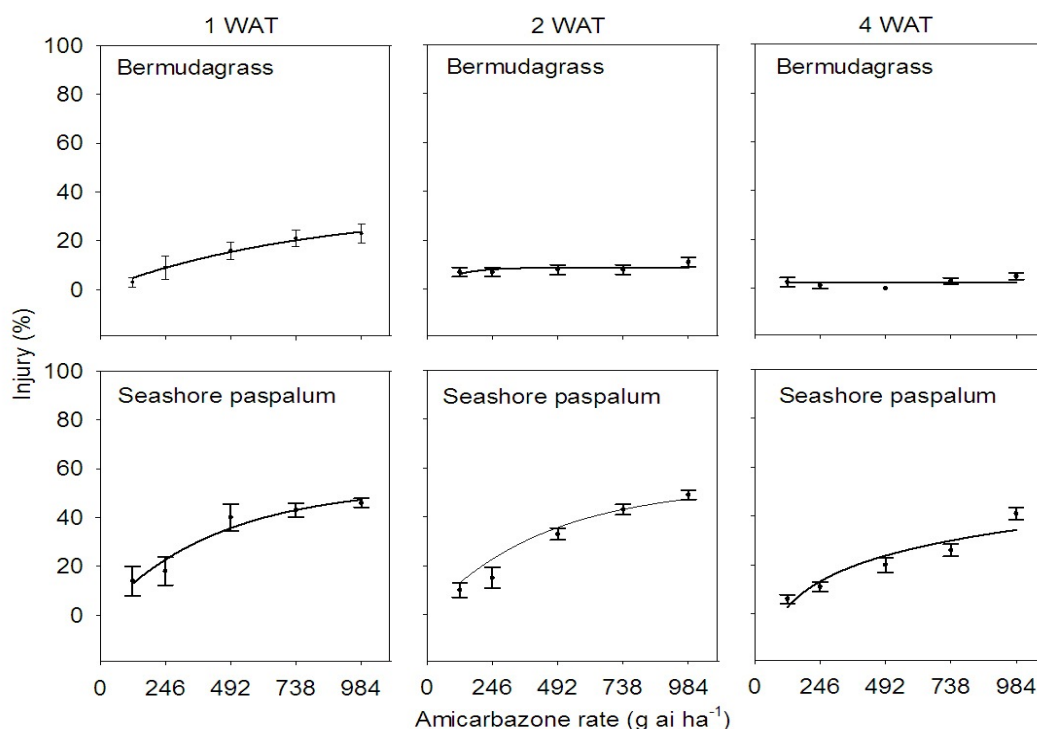 1 WAT
2 WAT
4 WAT
100
80
60
40
20
0
Bermudagrass
Bermudagrass
Bermudagrass
Injury (%)
100
80
60
40
20
0
Seashore paspalum
Seashore paspalum
Seashore paspalum
0 246 492 738 984
0 246 492 738 984
0 246 492 738 984
Amicarbazone rate (g ai ha⁻¹)